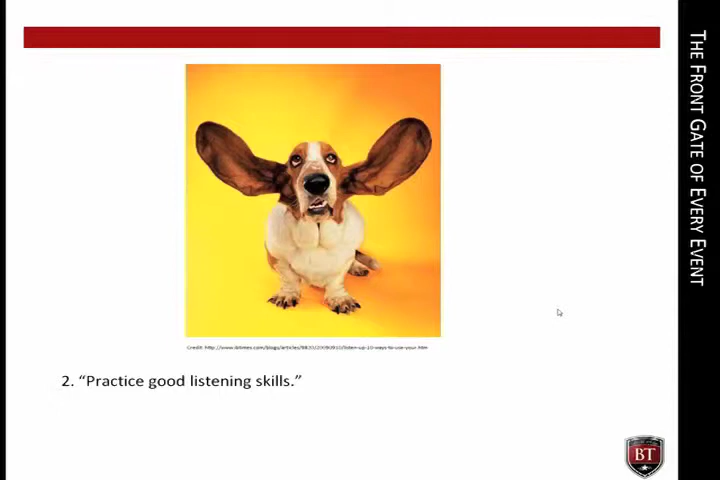 THE FRONT GATE OF EVERY EVENT
2. “Practice good listening skills.”
BT